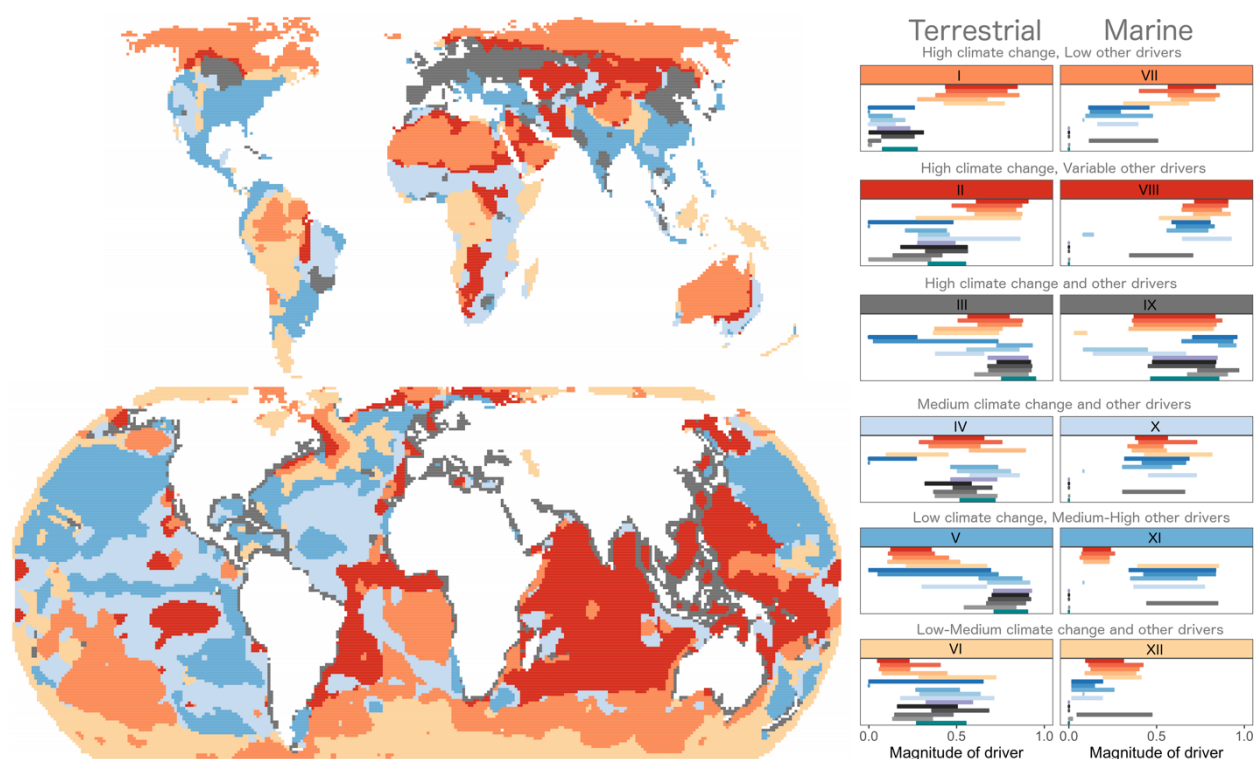 Terrestrial Marine
High climate change, Low other drivers
I VII
High climate change, Variable other drivers
II VIII
High climate change and other drivers
III IX
Medium climate change and other drivers
IV X
Low climate change, Medium-High other drivers
V XI
Low-Medium climate change and other drivers
VI XII
0.0 0.5 1.0 0.0 0.5 1.0
Magnitude of driver Magnitude of driver